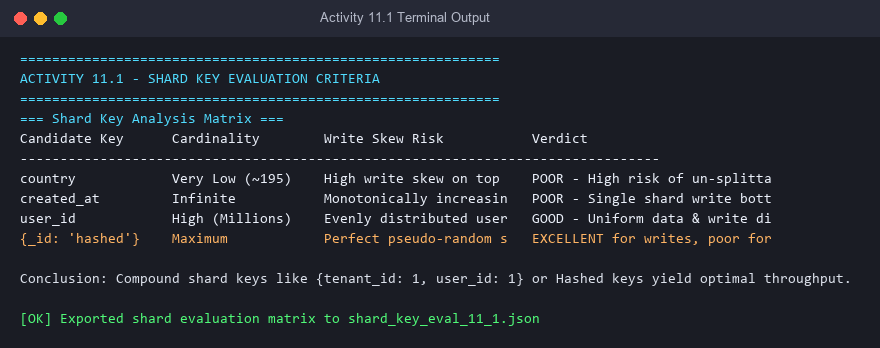 Activity 11.1 Terminal Output
============================================================
ACTIVITY 11.1 - SHARD KEY EVALUATION CRITERIA
============================================================
=== Shard Key Analysis Matrix ===
Candidate Key      Cardinality        Write Skew Risk           Verdict
--------------------------------------------------------------------------------
country            Very Low (~195)    High write skew on top    POOR - High risk of un-splitta
created_at         Infinite           Monotonically increasin   POOR - Single shard write bott
user_id            High (Millions)    Evenly distributed user   GOOD - Uniform data & write di
{_id: 'hashed'}    Maximum            Perfect pseudo-random s   EXCELLENT for writes, poor for
Conclusion: Compound shard keys like {tenant_id: 1, user_id: 1} or Hashed keys yield optimal throughput.
[OK] Exported shard evaluation matrix to shard_key_eval_11_1.json